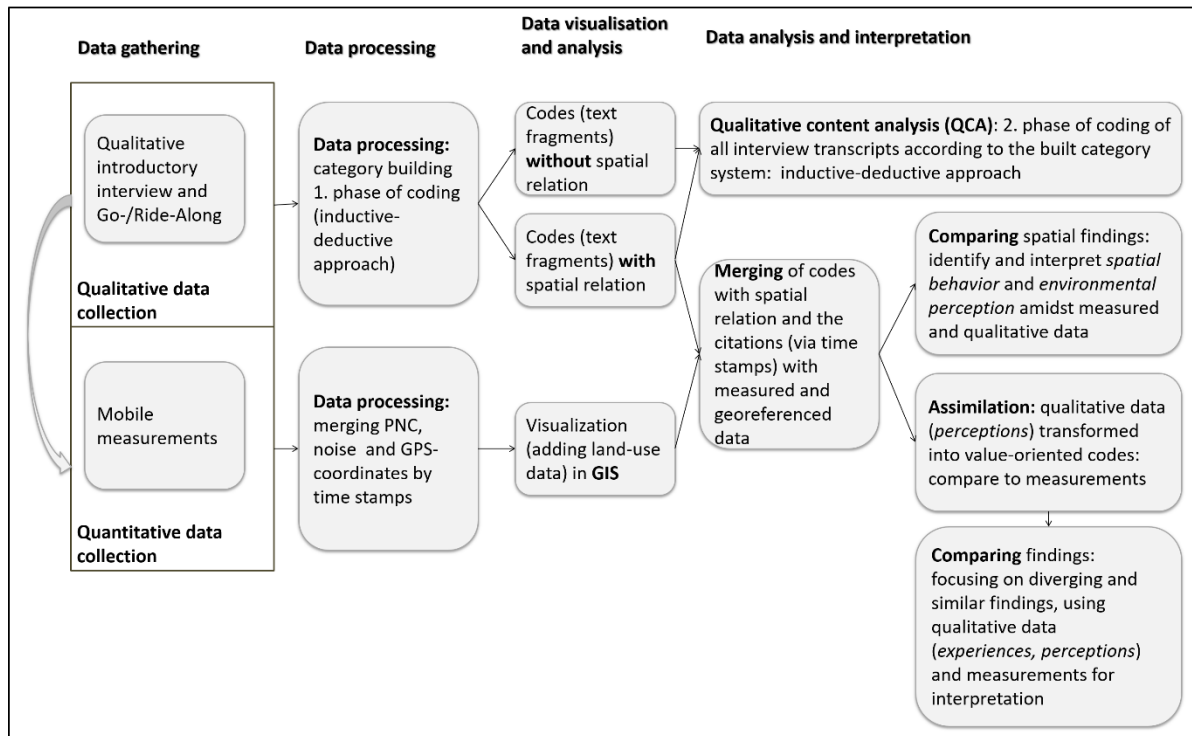 Data gathering
Data processing
Data visualisation
and analysis
Data analysis and interpretation
Qualitative
introductory
interview and
Go-/Ride-Along
Qualitative data
collection
Data processing:
category building
1. phase of coding
(inductive-
deductive
approach)
Codes (text
fragments)
without spatial
relation
Codes (text
fragments) with
spatial relation
Qualitative content analysis (QCA): 2. phase of coding of
all interview transcripts according to the built category
system: inductive-deductive approach
Mobile
measurements
Quantitative data
collection
Data processing:
merging PNC,
noise and GPS-
coordinates by
time stamps
Visualization
(adding land-use
data) in GIS
Merging of codes
with spatial
relation and the
citations (via time
stamps) with
measured and
georeferenced
data
Comparing spatial findings:
identify and interpret spatial
behavior and environmental
perception amidst measured
and qualitative data
Assimilation: qualitative data
(perceptions) transformed
into value-oriented codes:
compare to measurements
Comparing findings:
focusing on diverging and
similar findings, using
qualitative data
(experiences, perceptions)
and measurements for
interpretation